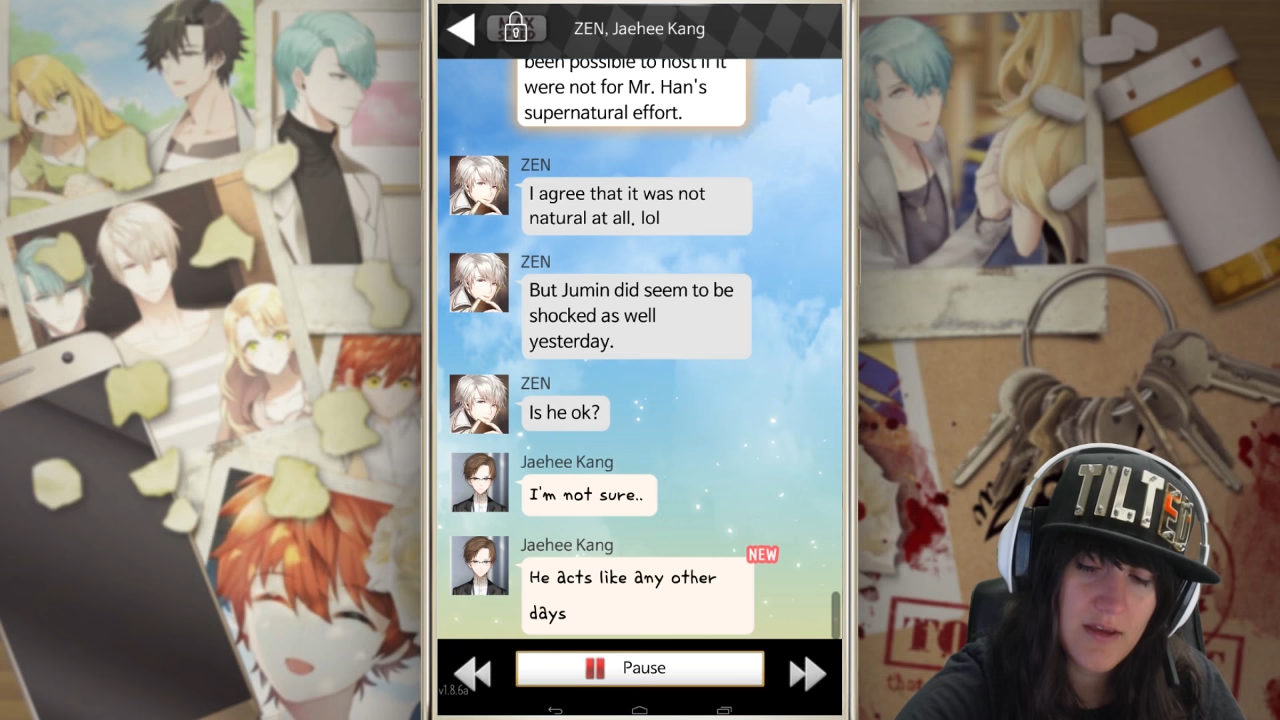 ZEN, Jaehee Kang
been possible to host if it
were not for Mr. Han's
supernatural effort.
ZEN
I agree that it was not
natural at all. lol
ZEN
But Jumin did seem to be
shocked as well
yesterday.
ZEN
Is he ok?
Jaehee Kang
I'm not sure..
Jaehee Kang
NEW
He acts like any other
days
Pause
v1.8.6a
TILTED
TO
that